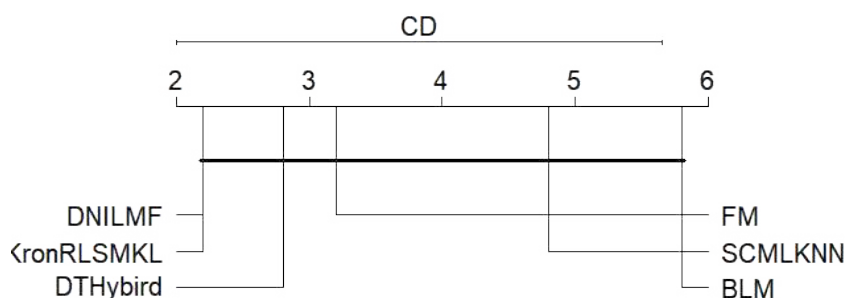 CD
2 3 4 5 6
DNILMF FM
KronRLSMKL SCMLKNN
DTHybird BLM